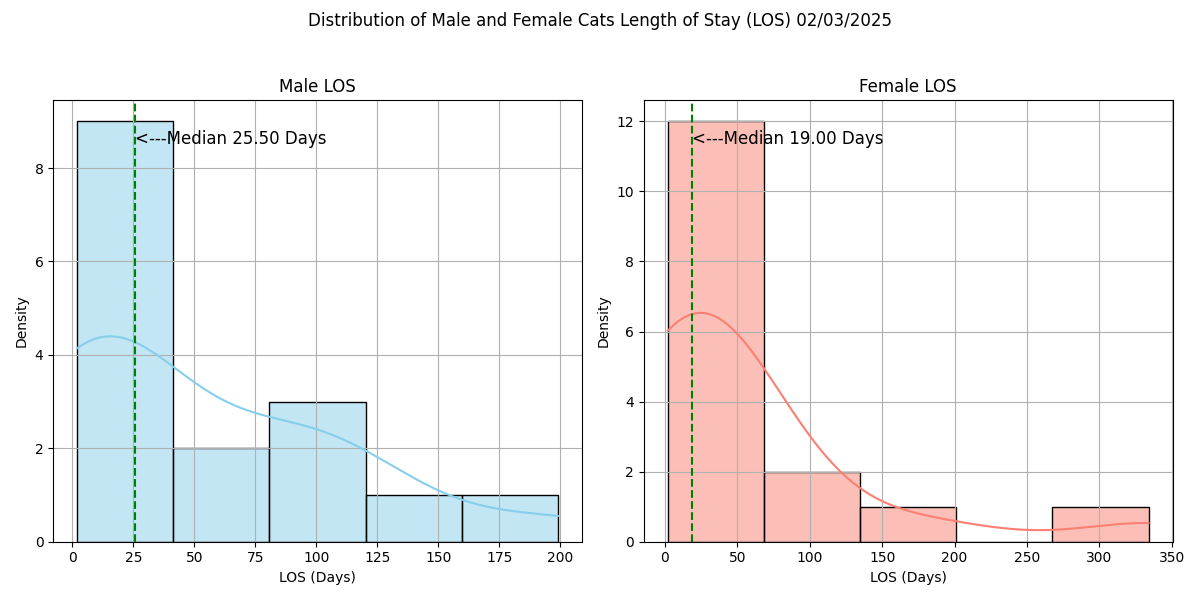 Distribution of Male and Female Cats Length of Stay (LOS) 02/03/2025
Male LOS
Density
8
6
4
2
0
<---Median 25.50 Days
0 25 50 75 100 125 150 175 200
LOS (Days)
Female LOS
Density
12
10
8
6
4
2
0
<---Median 19.00 Days
0 50 100 150 200 250 300 350
LOS (Days)